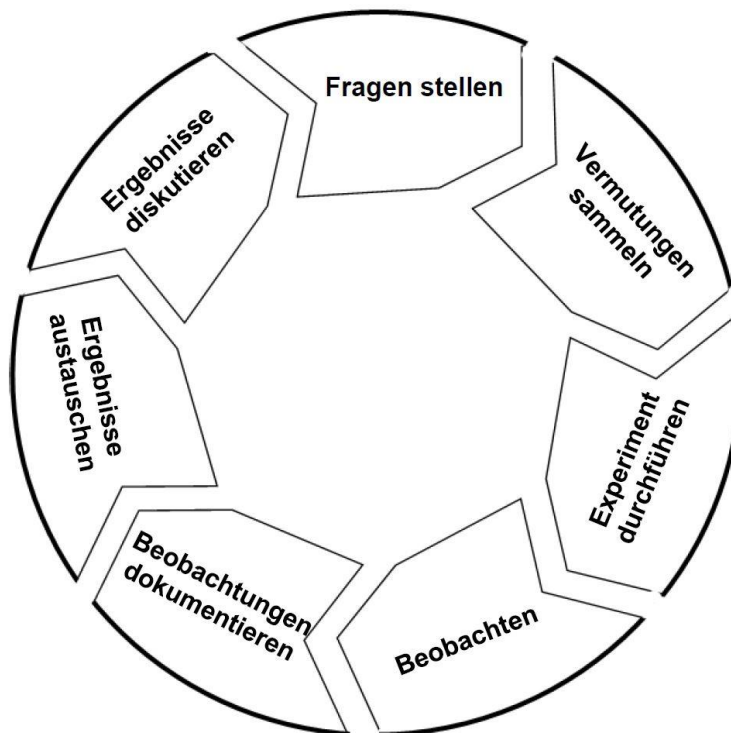 Fragen stellen
Vermutungen
sammeln
Experiment
durchführen
Beobachten
Beobachtungen
dokumentieren
Ergebnisse
austauschen
Ergebnisse
diskutieren